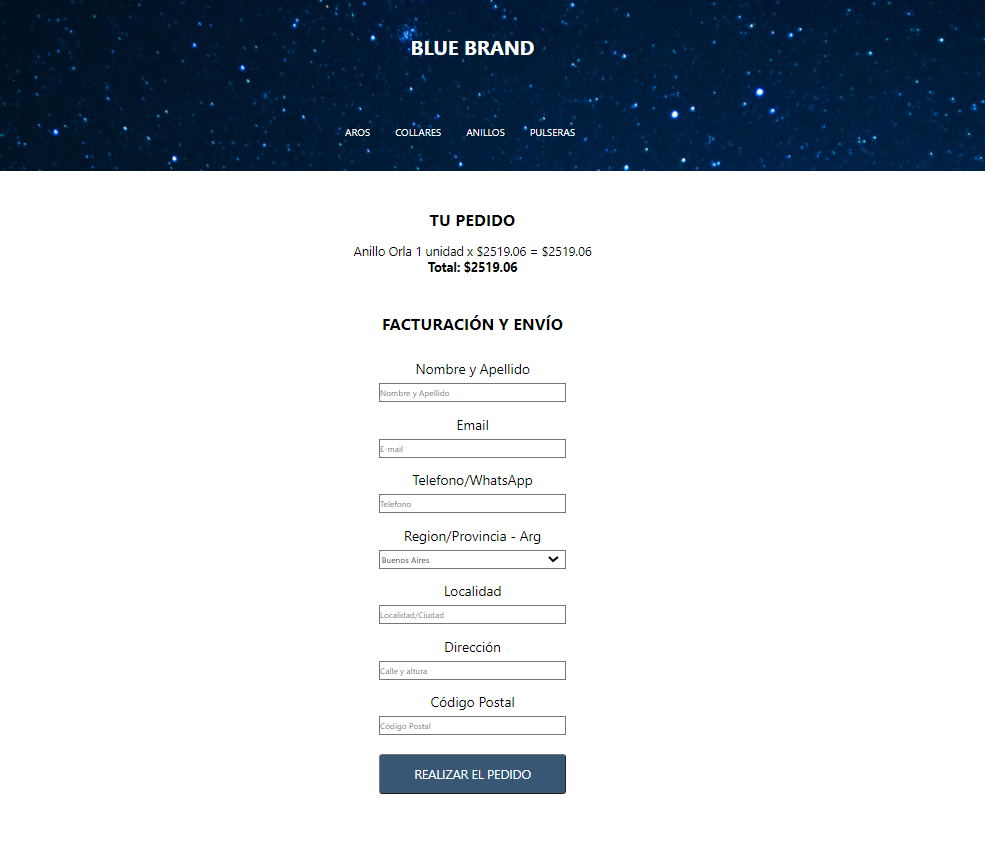 BLUE BRAND
AROS COLLARES ANILLOS PULSERAS
TU PEDIDO
Anillo Orla 1 unidad x $2519.06 = $2519.06
Total: $2519.06
FACTURACIÓN Y ENVÍO
Nombre y Apellido
Nombre y Apellido
Email
E-mail
Telefono/WhatsApp
Telefono
Region/Provincia - Arg
Buenos Aires
Localidad
Localidad/Ciudad
Dirección
Calle y altura
Código Postal
Código Postal
REALIZAR EL PEDIDO